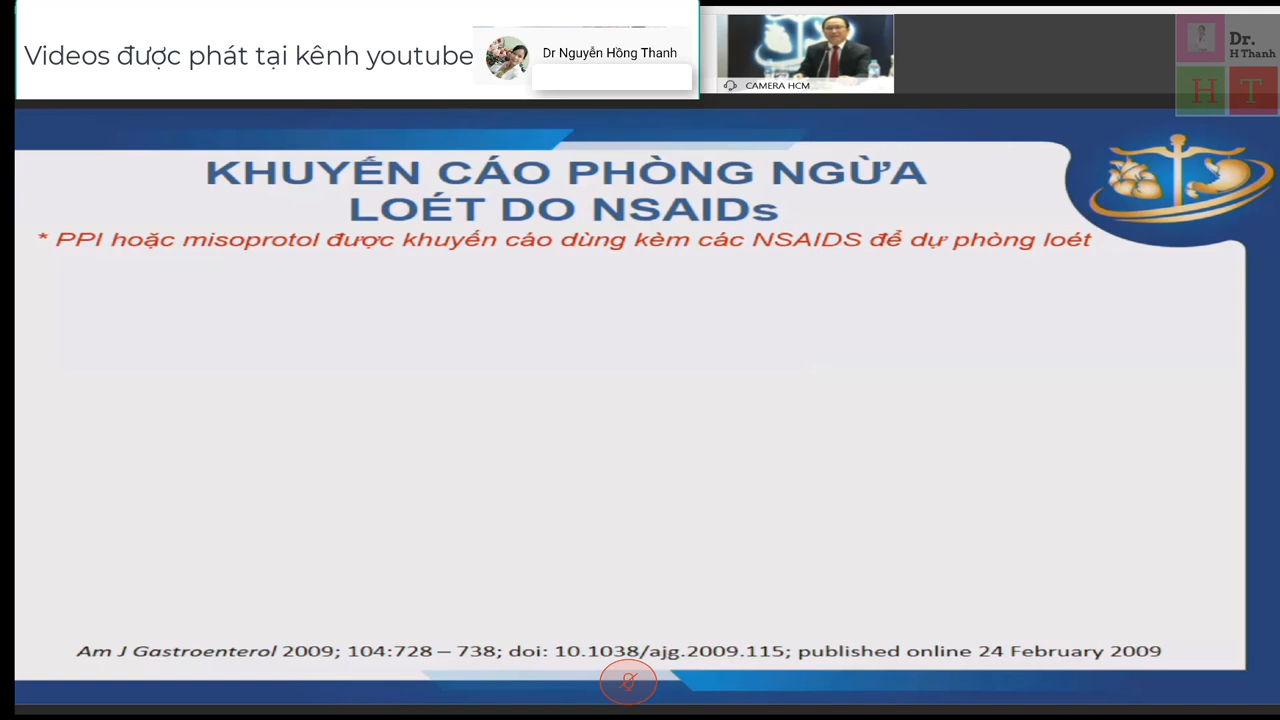 Videos được phát tại kênh youtube
Dr Nguyễn Hồng Thanh
CAMERA HCM
Dr.
H Thanh
H T
KHUYẾN CÁO PHÒNG NGỪA
LOÉT DO NSAIDs
* PPI hoặc misoprotol được khuyến cáo dùng kèm các NSAIDS để dự phòng loét
Am J Gastroenterol 2009; 104:728 – 738; doi: 10.1038/ajg.2009.115; published online 24 February 2009